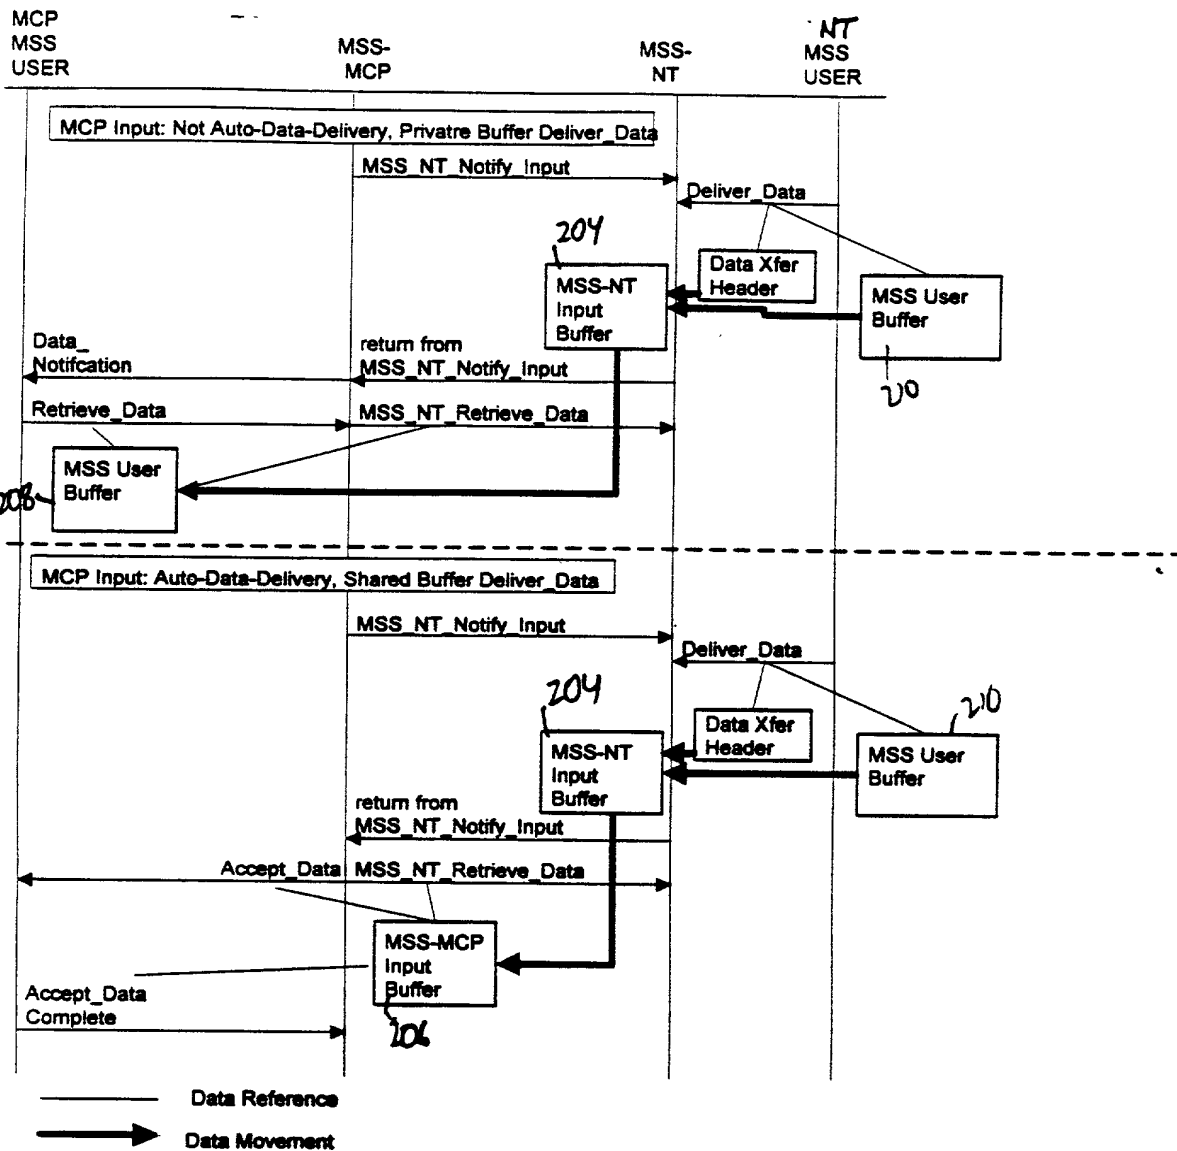 MCP
MSS
USER
MSS-
MCP
MSS-
NT
NT
MSS
USER
MCP Input: Not Auto-Data-Delivery, Privatre Buffer Deliver_Data
MSS_NT_Notify_Input
Deliver_Data
204
Data Xfer
Header
MSS-NT
Input
Buffer
MSS User
Buffer
210
Data_
Notifcation
return from
MSS_NT_Notify_Input
Retrieve_Data
MSS_NT_Retrieve_Data
MSS User
Buffer
208
MCP Input: Auto-Data-Delivery, Shared Buffer Deliver_Data
MSS_NT_Notify_Input
Deliver_Data
204
210
Data Xfer
Header
MSS-NT
Input
Buffer
MSS User
Buffer
return from
MSS_NT_Notify_Input
Accept_Data
MSS_NT_Retrieve_Data
MSS-MCP
Input
Buffer
206
Accept_Data
Complete
Data Reference
Data Movement